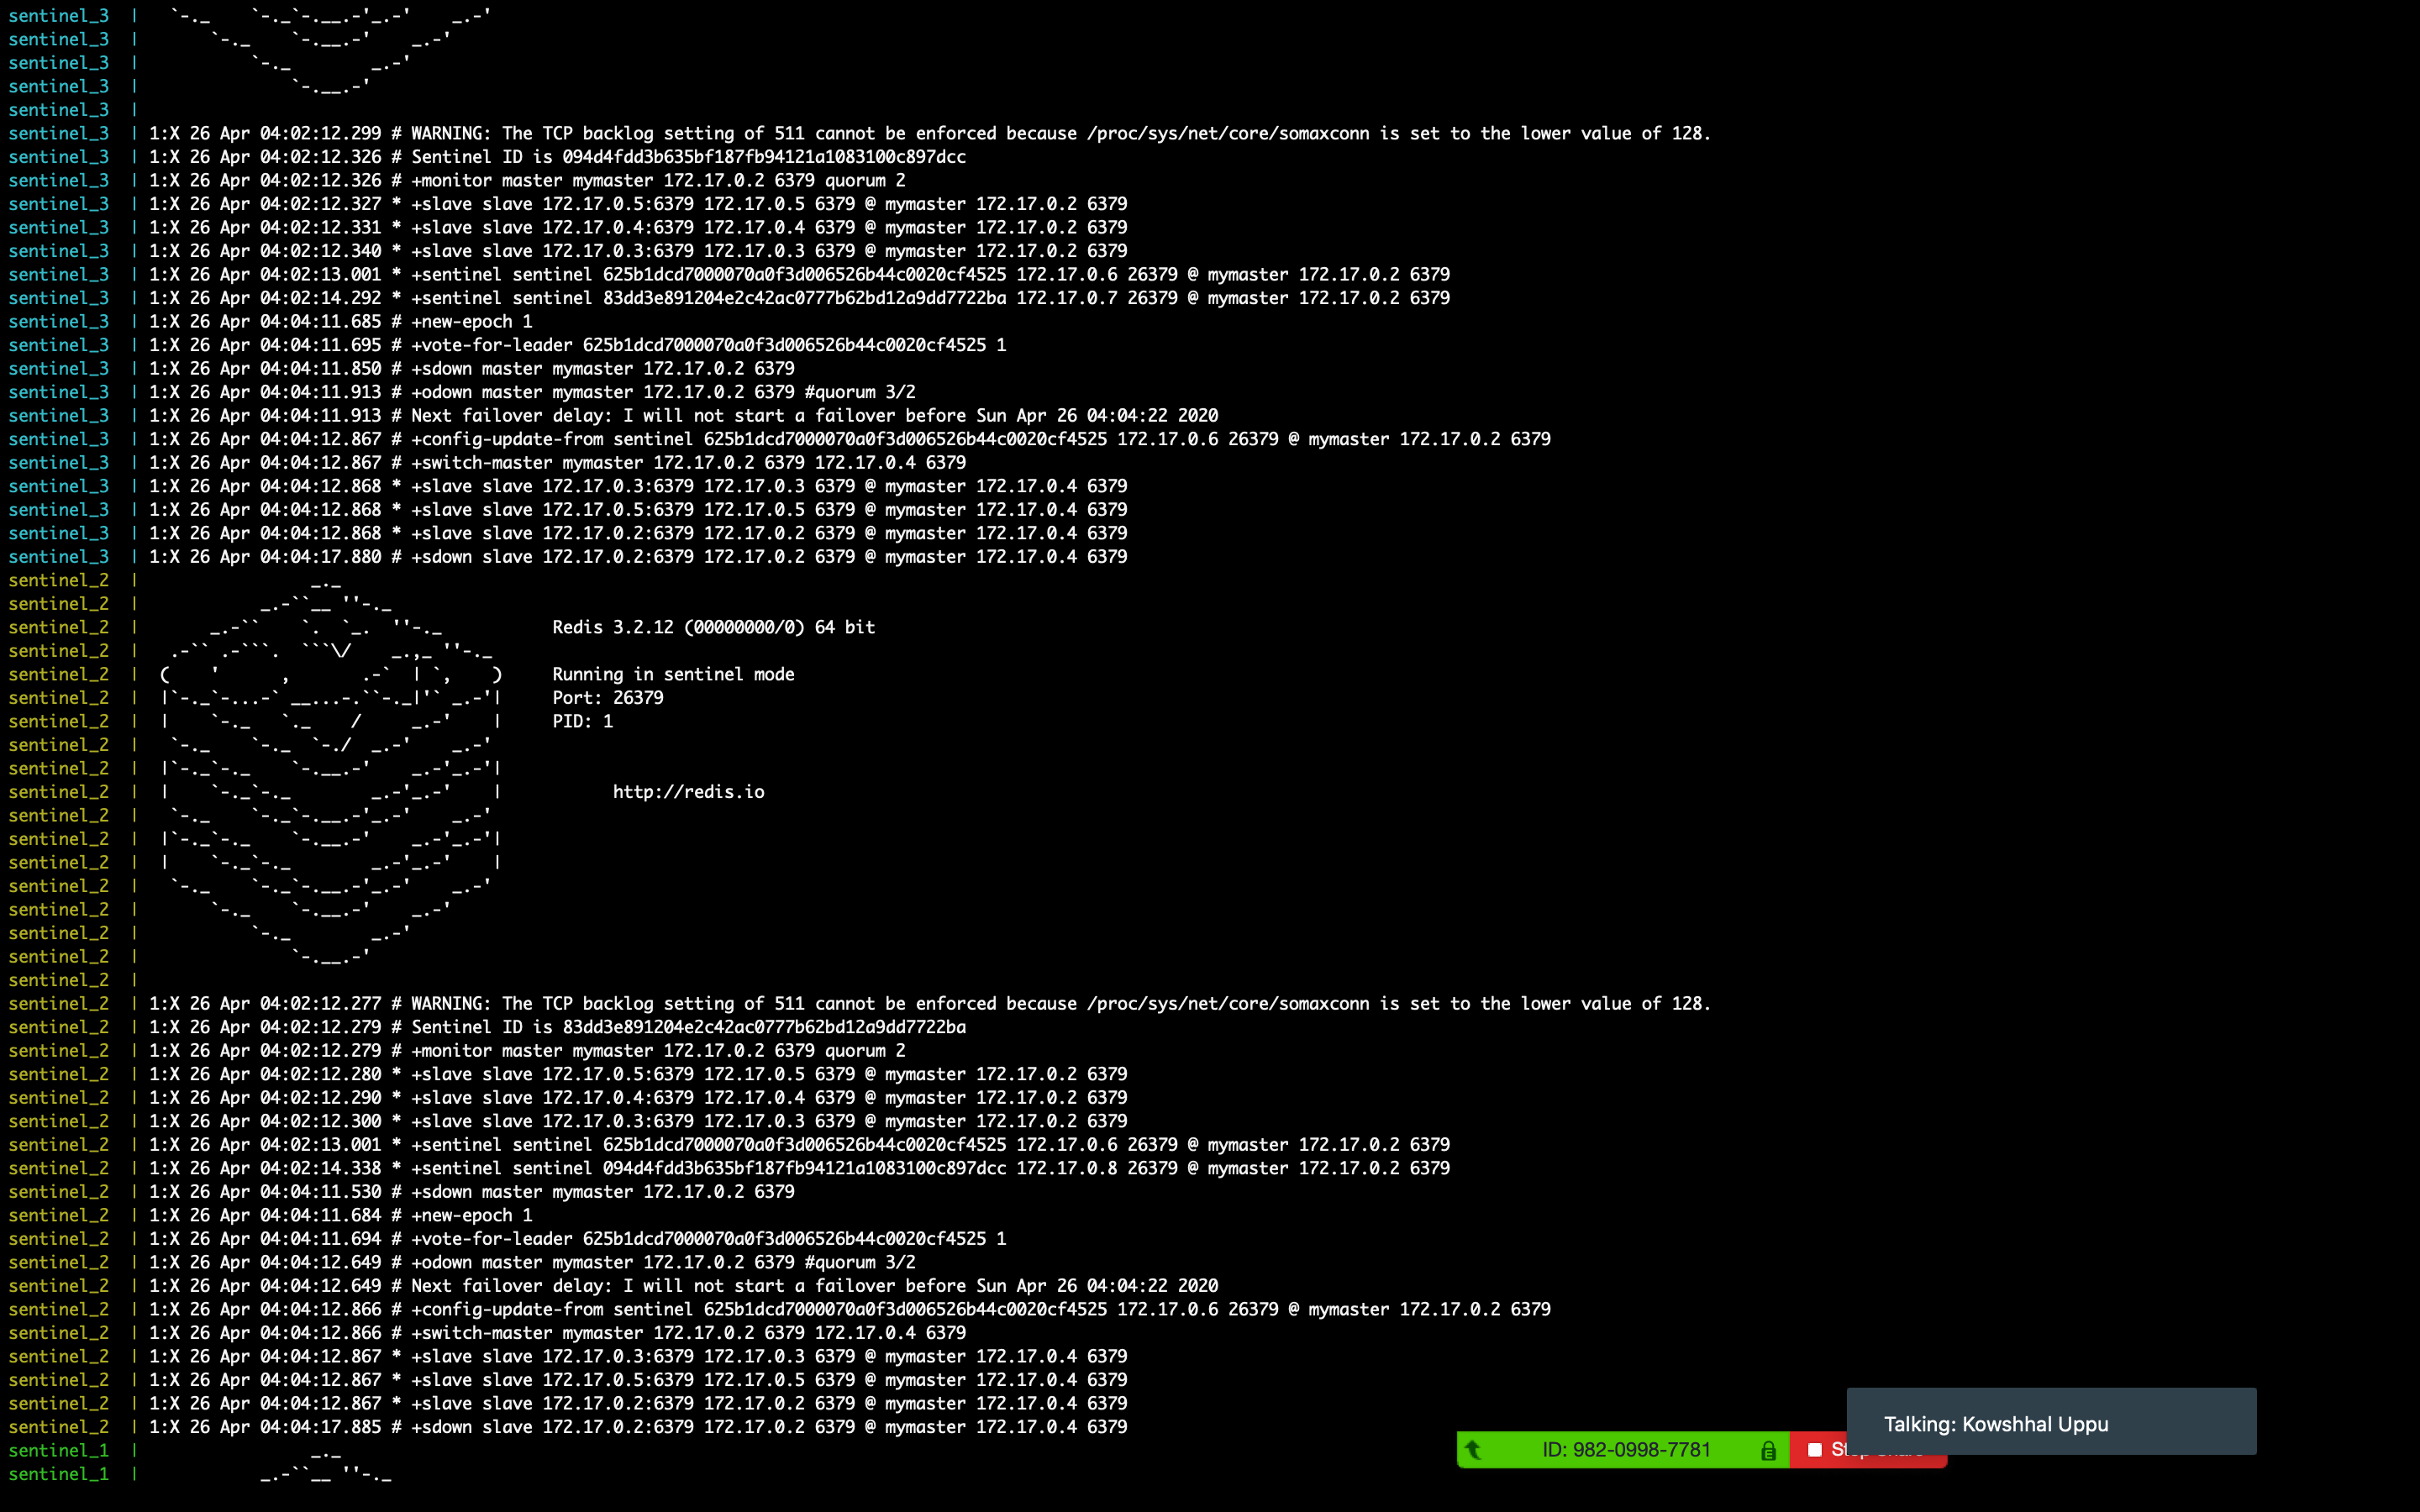 sentinel_3 |   `-._    `-._`-.__.-'_.-'    _.-'
sentinel_3 |       `-._    `-.__.-'    _.-'
sentinel_3 |           `-._        _.-'
sentinel_3 |               `-.__.-'
sentinel_3 |
sentinel_3 | 1:X 26 Apr 04:02:12.299 # WARNING: The TCP backlog setting of 511 cannot be enforced because /proc/sys/net/core/somaxconn is set to the lower value of 128.
sentinel_3 | 1:X 26 Apr 04:02:12.326 # Sentinel ID is 094d4fdd3b635bf187fb94121a1083100c897dcc
sentinel_3 | 1:X 26 Apr 04:02:12.326 # +monitor master mymaster 172.17.0.2 6379 quorum 2
sentinel_3 | 1:X 26 Apr 04:02:12.327 * +slave slave 172.17.0.5:6379 172.17.0.5 6379 @ mymaster 172.17.0.2 6379
sentinel_3 | 1:X 26 Apr 04:02:12.331 * +slave slave 172.17.0.4:6379 172.17.0.4 6379 @ mymaster 172.17.0.2 6379
sentinel_3 | 1:X 26 Apr 04:02:12.340 * +slave slave 172.17.0.3:6379 172.17.0.3 6379 @ mymaster 172.17.0.2 6379
sentinel_3 | 1:X 26 Apr 04:02:13.001 * +sentinel sentinel 625b1dcd7000070a0f3d006526b44c0020cf4525 172.17.0.6 26379 @ mymaster 172.17.0.2 6379
sentinel_3 | 1:X 26 Apr 04:02:14.292 * +sentinel sentinel 83dd3e891204e2c42ac0777b62bd12a9dd7722ba 172.17.0.7 26379 @ mymaster 172.17.0.2 6379
sentinel_3 | 1:X 26 Apr 04:04:11.685 # +new-epoch 1
sentinel_3 | 1:X 26 Apr 04:04:11.695 # +vote-for-leader 625b1dcd7000070a0f3d006526b44c0020cf4525 1
sentinel_3 | 1:X 26 Apr 04:04:11.850 # +sdown master mymaster 172.17.0.2 6379
sentinel_3 | 1:X 26 Apr 04:04:11.913 # +odown master mymaster 172.17.0.2 6379 #quorum 3/2
sentinel_3 | 1:X 26 Apr 04:04:11.913 # Next failover delay: I will not start a failover before Sun Apr 26 04:04:22 2020
sentinel_3 | 1:X 26 Apr 04:04:12.867 # +config-update-from sentinel 625b1dcd7000070a0f3d006526b44c0020cf4525 172.17.0.6 26379 @ mymaster 172.17.0.2 6379
sentinel_3 | 1:X 26 Apr 04:04:12.867 # +switch-master mymaster 172.17.0.2 6379 172.17.0.4 6379
sentinel_3 | 1:X 26 Apr 04:04:12.868 * +slave slave 172.17.0.3:6379 172.17.0.3 6379 @ mymaster 172.17.0.4 6379
sentinel_3 | 1:X 26 Apr 04:04:12.868 * +slave slave 172.17.0.5:6379 172.17.0.5 6379 @ mymaster 172.17.0.4 6379
sentinel_3 | 1:X 26 Apr 04:04:12.868 * +slave slave 172.17.0.2:6379 172.17.0.2 6379 @ mymaster 172.17.0.4 6379
sentinel_3 | 1:X 26 Apr 04:04:17.880 # +sdown slave 172.17.0.2:6379 172.17.0.2 6379 @ mymaster 172.17.0.4 6379
sentinel_2 |                 _._
sentinel_2 |            _.-``__ ''-._
sentinel_2 |       _.-``    `.  `_.  ''-._           Redis 3.2.12 (00000000/0) 64 bit
sentinel_2 |   .-`` .-```.  ```\/    _.,_ ''-._
sentinel_2 |  (    '      ,       .-`  | `,    )     Running in sentinel mode
sentinel_2 |  |`-._`-...-` __...-.``-._|'` _.-'|     Port: 26379
sentinel_2 |  |    `-._   `._    /     _.-'    |     PID: 1
sentinel_2 |   `-._    `-._  `-./  _.-'    _.-'
sentinel_2 |  |`-._`-._    `-.__.-'    _.-'_.-'|
sentinel_2 |  |    `-._`-._        _.-'_.-'    |           http://redis.io
sentinel_2 |   `-._    `-._`-.__.-'_.-'    _.-'
sentinel_2 |  |`-._`-._    `-.__.-'    _.-'_.-'|
sentinel_2 |  |    `-._`-._        _.-'_.-'    |
sentinel_2 |   `-._    `-._`-.__.-'_.-'    _.-'
sentinel_2 |       `-._    `-.__.-'    _.-'
sentinel_2 |           `-._        _.-'
sentinel_2 |               `-.__.-'
sentinel_2 |
sentinel_2 | 1:X 26 Apr 04:02:12.277 # WARNING: The TCP backlog setting of 511 cannot be enforced because /proc/sys/net/core/somaxconn is set to the lower value of 128.
sentinel_2 | 1:X 26 Apr 04:02:12.279 # Sentinel ID is 83dd3e891204e2c42ac0777b62bd12a9dd7722ba
sentinel_2 | 1:X 26 Apr 04:02:12.279 # +monitor master mymaster 172.17.0.2 6379 quorum 2
sentinel_2 | 1:X 26 Apr 04:02:12.280 * +slave slave 172.17.0.5:6379 172.17.0.5 6379 @ mymaster 172.17.0.2 6379
sentinel_2 | 1:X 26 Apr 04:02:12.290 * +slave slave 172.17.0.4:6379 172.17.0.4 6379 @ mymaster 172.17.0.2 6379
sentinel_2 | 1:X 26 Apr 04:02:12.300 * +slave slave 172.17.0.3:6379 172.17.0.3 6379 @ mymaster 172.17.0.2 6379
sentinel_2 | 1:X 26 Apr 04:02:13.001 * +sentinel sentinel 625b1dcd7000070a0f3d006526b44c0020cf4525 172.17.0.6 26379 @ mymaster 172.17.0.2 6379
sentinel_2 | 1:X 26 Apr 04:02:14.338 * +sentinel sentinel 094d4fdd3b635bf187fb94121a1083100c897dcc 172.17.0.8 26379 @ mymaster 172.17.0.2 6379
sentinel_2 | 1:X 26 Apr 04:04:11.530 # +sdown master mymaster 172.17.0.2 6379
sentinel_2 | 1:X 26 Apr 04:04:11.684 # +new-epoch 1
sentinel_2 | 1:X 26 Apr 04:04:11.694 # +vote-for-leader 625b1dcd7000070a0f3d006526b44c0020cf4525 1
sentinel_2 | 1:X 26 Apr 04:04:12.649 # +odown master mymaster 172.17.0.2 6379 #quorum 3/2
sentinel_2 | 1:X 26 Apr 04:04:12.649 # Next failover delay: I will not start a failover before Sun Apr 26 04:04:22 2020
sentinel_2 | 1:X 26 Apr 04:04:12.866 # +config-update-from sentinel 625b1dcd7000070a0f3d006526b44c0020cf4525 172.17.0.6 26379 @ mymaster 172.17.0.2 6379
sentinel_2 | 1:X 26 Apr 04:04:12.866 # +switch-master mymaster 172.17.0.2 6379 172.17.0.4 6379
sentinel_2 | 1:X 26 Apr 04:04:12.867 * +slave slave 172.17.0.3:6379 172.17.0.3 6379 @ mymaster 172.17.0.4 6379
sentinel_2 | 1:X 26 Apr 04:04:12.867 * +slave slave 172.17.0.5:6379 172.17.0.5 6379 @ mymaster 172.17.0.4 6379
sentinel_2 | 1:X 26 Apr 04:04:12.867 * +slave slave 172.17.0.2:6379 172.17.0.2 6379 @ mymaster 172.17.0.4 6379
sentinel_2 | 1:X 26 Apr 04:04:17.885 # +sdown slave 172.17.0.2:6379 172.17.0.2 6379 @ mymaster 172.17.0.4 6379
Talking: Kowshhal Uppu
sentinel_1 |                 _._
ID: 982-0998-7781
sentinel_1 |            _.-``__ ''-._